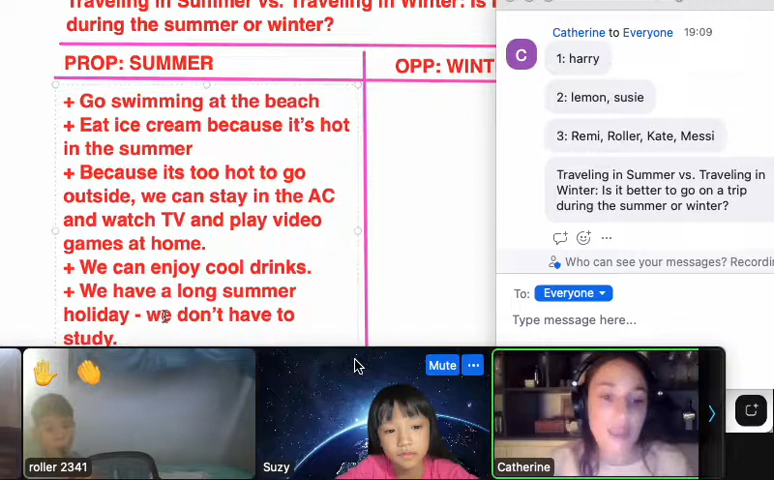 Traveling in Summer vs. Traveling in Winter: Is
during the summer or winter?
PROP: SUMMER
OPP: WINT
+ Go swimming at the beach
+ Eat ice cream because it's hot
in the summer
+ Because its too hot to go
outside, we can stay in the AC
and watch TV and play video
games at home.
+ We can enjoy cool drinks.
+ We have a long summer
holiday - we don't have to
study.
Catherine to Everyone 19:09
C
1: harry
2: lemon, susie
3: Remi, Roller, Kate, Messi
Traveling in Summer vs. Traveling in
Winter: Is it better to go on a trip
during the summer or winter?
Who can see your messages? Recordin
To: Everyone
Type message here...
Mute
roller 2341
Suzy
Catherine